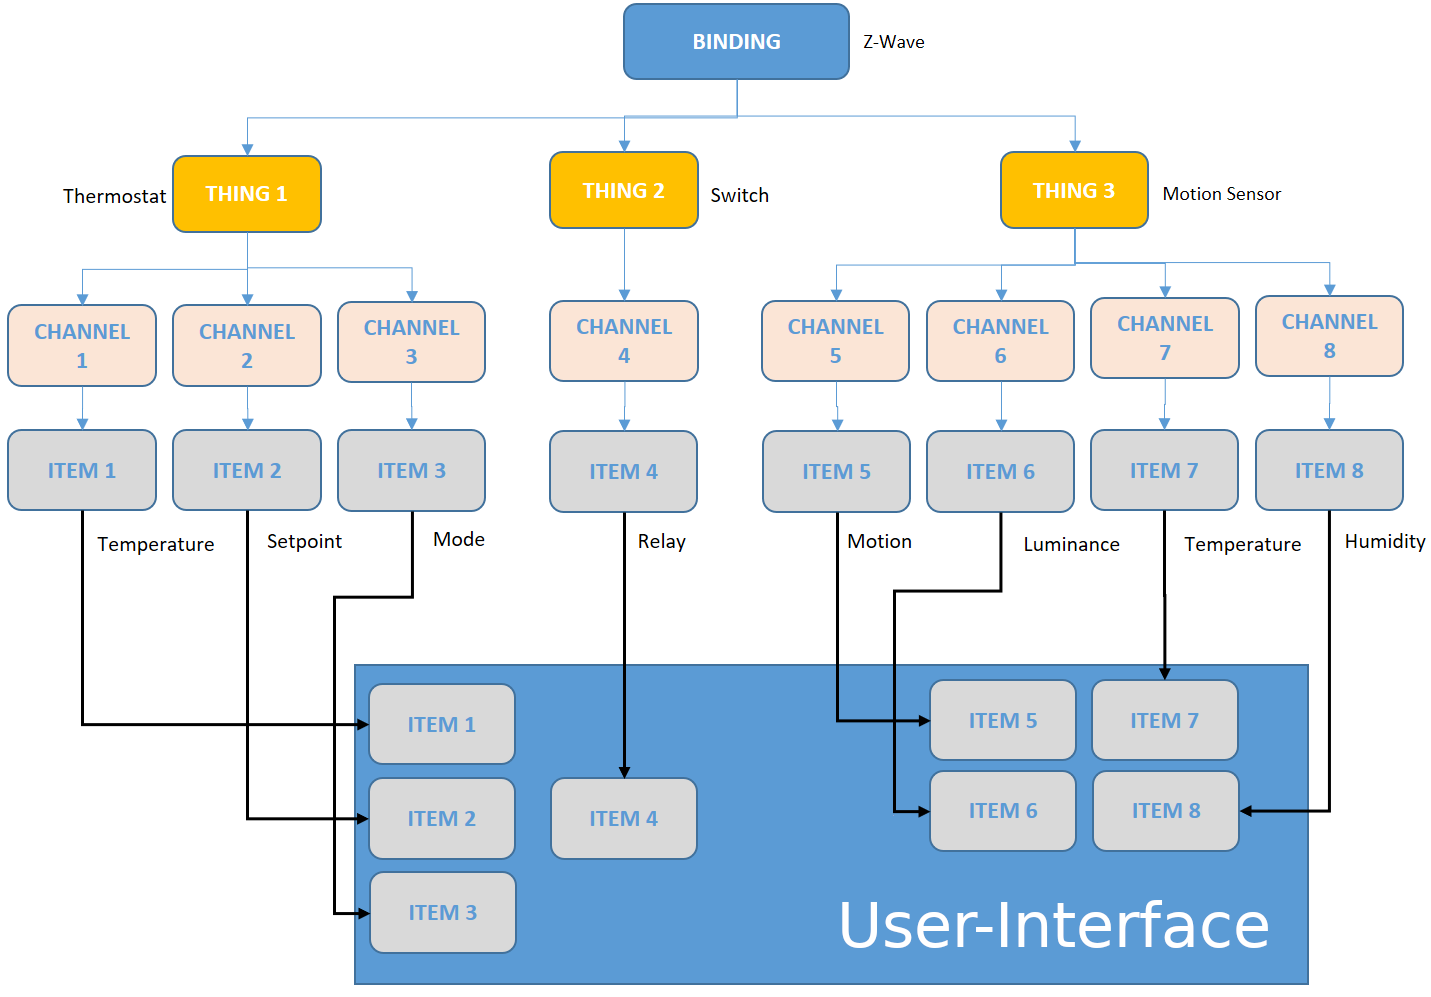 BINDING
Z-Wave
Thermostat
THING 1
THING 2
Switch
THING 3
Motion Sensor
CHANNEL
1
CHANNEL
2
CHANNEL
3
CHANNEL
4
CHANNEL
5
CHANNEL
6
CHANNEL
7
CHANNEL
8
ITEM 1
ITEM 2
ITEM 3
ITEM 4
ITEM 5
ITEM 6
ITEM 7
ITEM 8
Temperature
Setpoint
Mode
Relay
Motion
Luminance
Temperature
Humidity
ITEM 1
ITEM 5
ITEM 7
ITEM 2
ITEM 4
ITEM 6
ITEM 8
ITEM 3
User-Interface